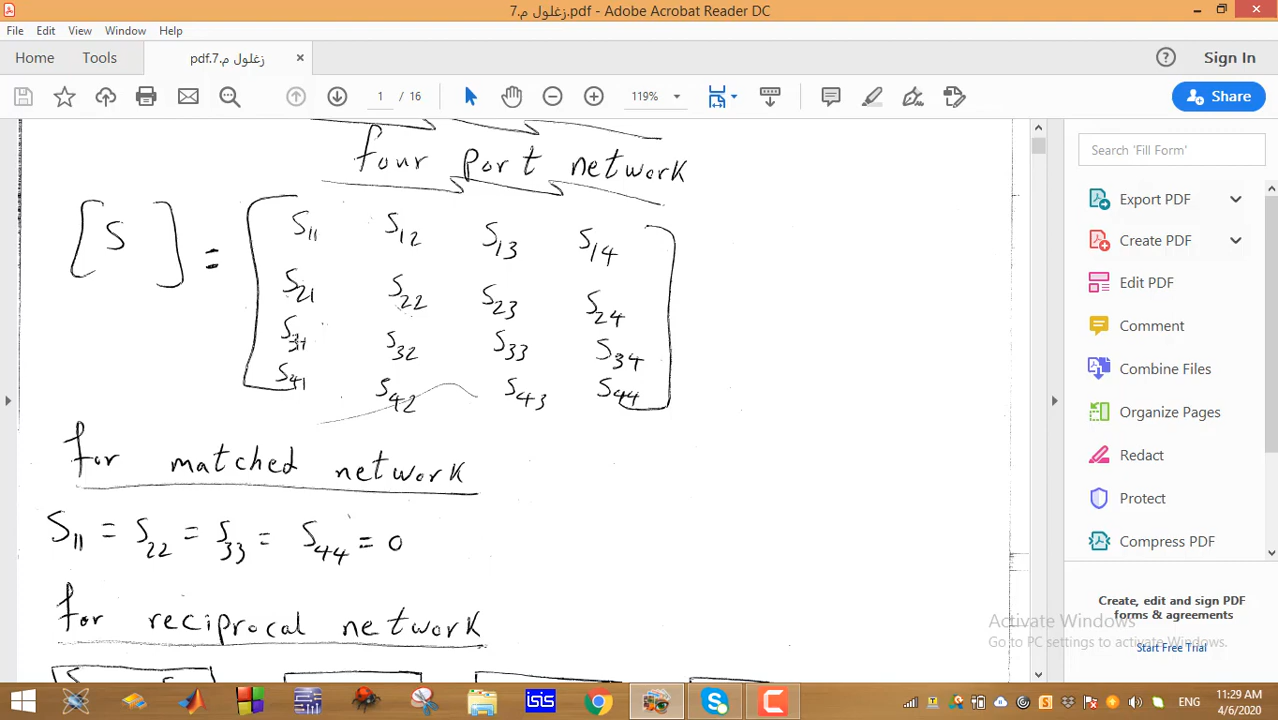 7.زغلول م.pdf - Adobe Acrobat Reader DC
File Edit View Window Help
Home Tools 7.زغلول م.pdf × Sign In
1 / 16 119% Share
four port network
[S] = [ S11 S12 S13 S14
S21 S22 S23 S24
S31 S32 S33 S34
S41 S42 S43 S44 ]
for matched network
S11 = S22 = S33 = S44 = 0
for reciprocal network
Search 'Fill Form'
Export PDF
Create PDF
Edit PDF
Comment
Combine Files
Organize Pages
Redact
Protect
Compress PDF
Create, edit and sign PDF
forms & agreements
Start Free Trial
Activate Windows
Go to PC settings to activate Windows.
isis
ENG
11:29 AM
4/6/2020